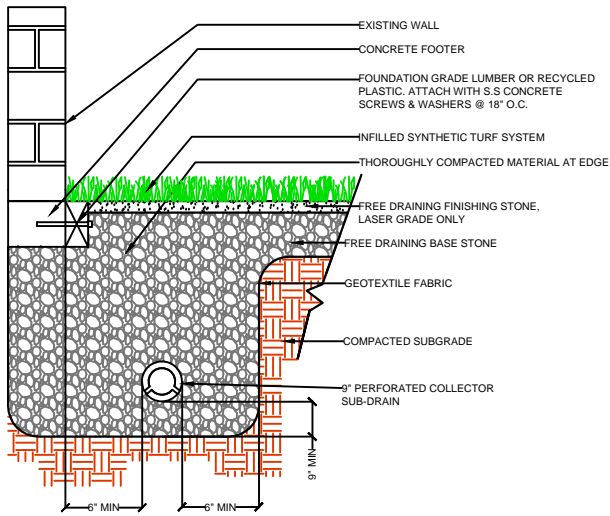 EXISTING WALL
CONCRETE FOOTER
FOUNDATION GRADE LUMBER OR RECYCLED
PLASTIC. ATTACH WITH S.S CONCRETE
SCREWS & WASHERS @ 18" O.C.
INFILLED SYNTHETIC TURF SYSTEM
THOROUGHLY COMPACTED MATERIAL AT EDGE
FREE DRAINING FINISHING STONE,
LASER GRADE ONLY
FREE DRAINING BASE STONE
GEOTEXTILE FABRIC
COMPACTED SUBGRADE
9" PERFORATED COLLECTOR
SUB-DRAIN
9" MIN
6" MIN
6" MIN